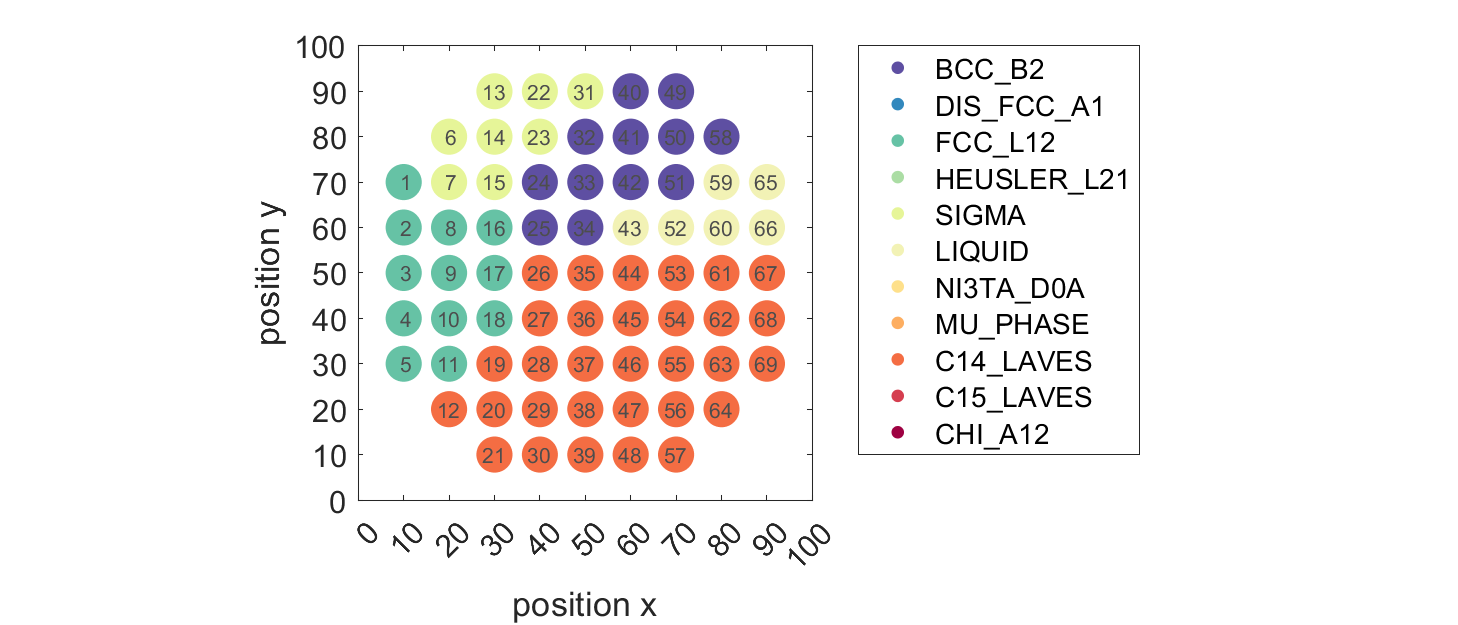 100
90
80
70
60
50
40
30
20
10
0
position y
13 22 31 40 49
6 14 23 32 41 50 58
1 7 15 24 33 42 51 59 65
2 8 16 25 34 43 52 60 66
3 9 17 26 35 44 53 61 67
4 10 18 27 36 45 54 62 68
5 11 19 28 37 46 55 63 69
12 20 29 38 47 56 64
21 30 39 48 57
0 10 20 30 40 50 60 70 80 90 100
position x
BCC_B2
DIS_FCC_A1
FCC_L12
HEUSLER_L21
SIGMA
LIQUID
NI3TA_D0A
MU_PHASE
C14_LAVES
C15_LAVES
CHI_A12